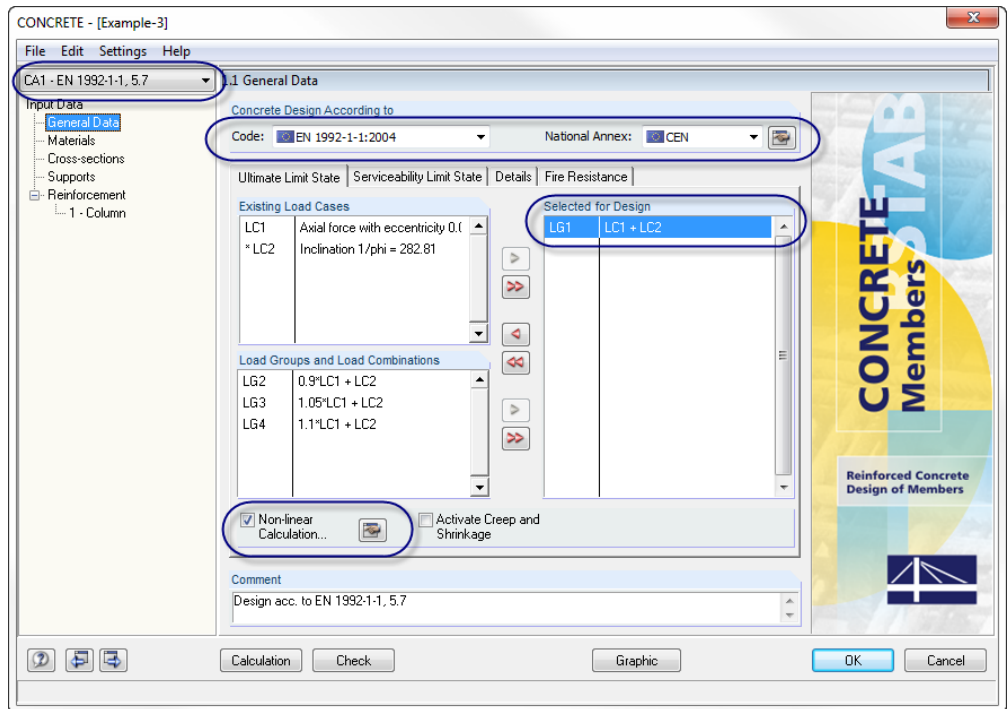 CONCRETE - [Example-3]
File Edit Settings Help
CA1 - EN 1992-1-1, 5.7
1.1 General Data
Input Data
General Data
Materials
Cross-sections
Supports
Reinforcement
1 - Column
Concrete Design According to
Code: EN 1992-1-1:2004 National Annex: CEN
Ultimate Limit State Serviceability Limit State Details Fire Resistance
Existing Load Cases
LC1 Axial force with eccentricity 0.(
* LC2 Inclination 1/phi = 282.81
Selected for Design
LG1 LC1 + LC2
Load Groups and Load Combinations
LG2 0.9*LC1 + LC2
LG3 1.05*LC1 + LC2
LG4 1.1*LC1 + LC2
Non-linear
Calculation...
Activate Creep and
Shrinkage
Comment
Design acc. to EN 1992-1-1, 5.7
CONCRETE
Members
Reinforced Concrete
Design of Members
Calculation Check Graphic OK Cancel